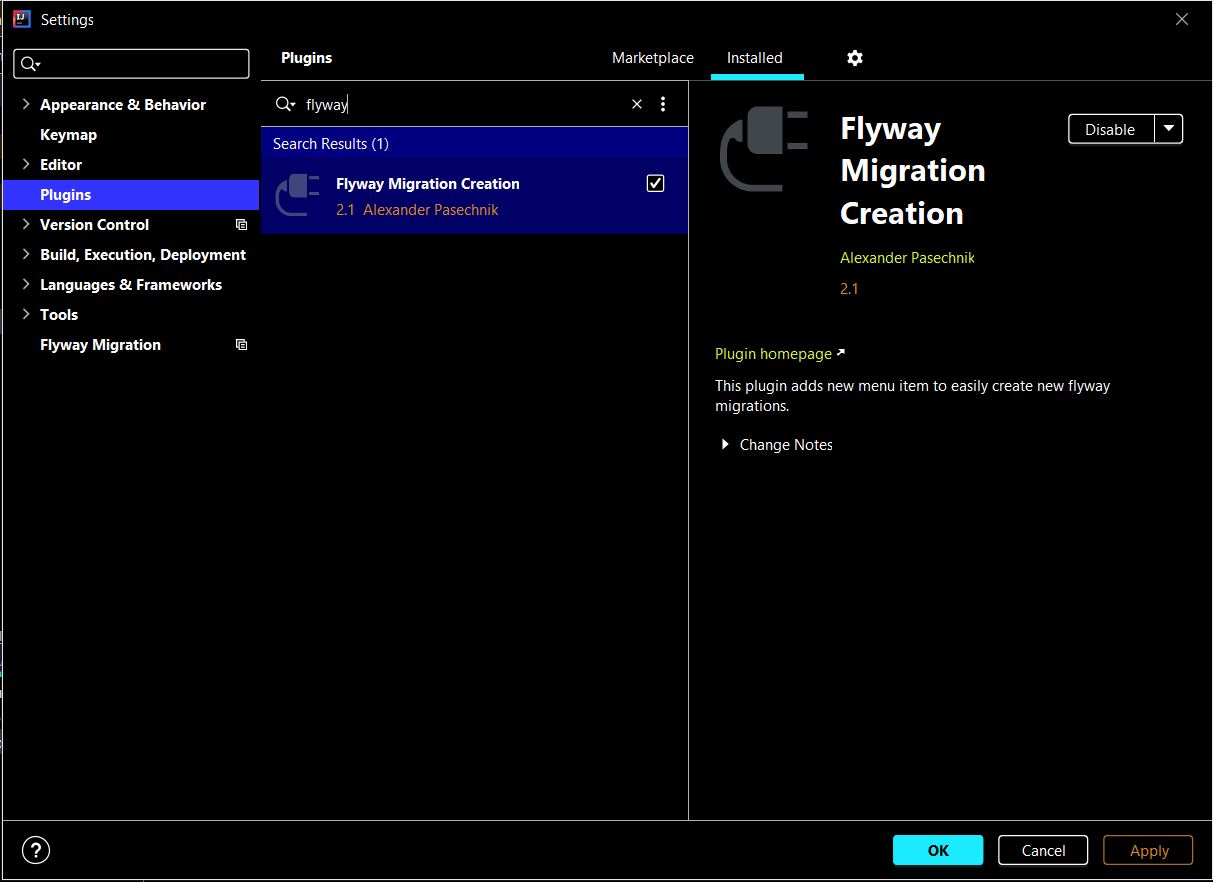 Settings
Plugins
Marketplace
Installed
Appearance & Behavior
Keymap
Editor
Plugins
Version Control
Build, Execution, Deployment
Languages & Frameworks
Tools
Flyway Migration
flyway
Search Results (1)
Flyway Migration Creation
2.1 Alexander Pasechnik
Flyway
Migration
Creation
Disable
Alexander Pasechnik
2.1
Plugin homepage
This plugin adds new menu item to easily create new flyway
migrations.
Change Notes
?
OK
Cancel
Apply